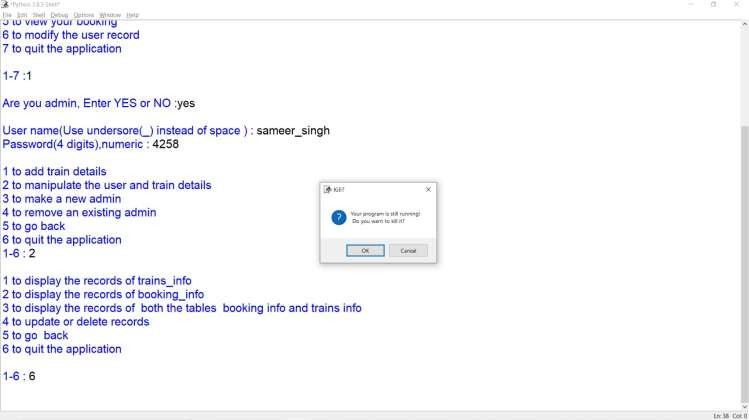 *Python 3.8.5 Shell*
File Edit Shell Debug Options Window Help
5 to view your booking
6 to modify the user record
7 to quit the application
1-7 :1
Are you admin, Enter YES or NO :yes
User name(Use undersore(_) instead of space ) : sameer_singh
Password(4 digits),numeric : 4258
1 to add train details
2 to manipulate the user and train details
3 to make a new admin
4 to remove an existing admin
5 to go back
6 to quit the application
1-6 : 2
1 to display the records of trains_info
2 to display the records of booking_info
3 to display the records of  both the tables  booking info and trains info
4 to update or delete records
5 to go  back
6 to quit the application
1-6 : 6
Kill?
Your program is still running!
Do you want to kill it?
OK Cancel
Ln: 38 Col: 8